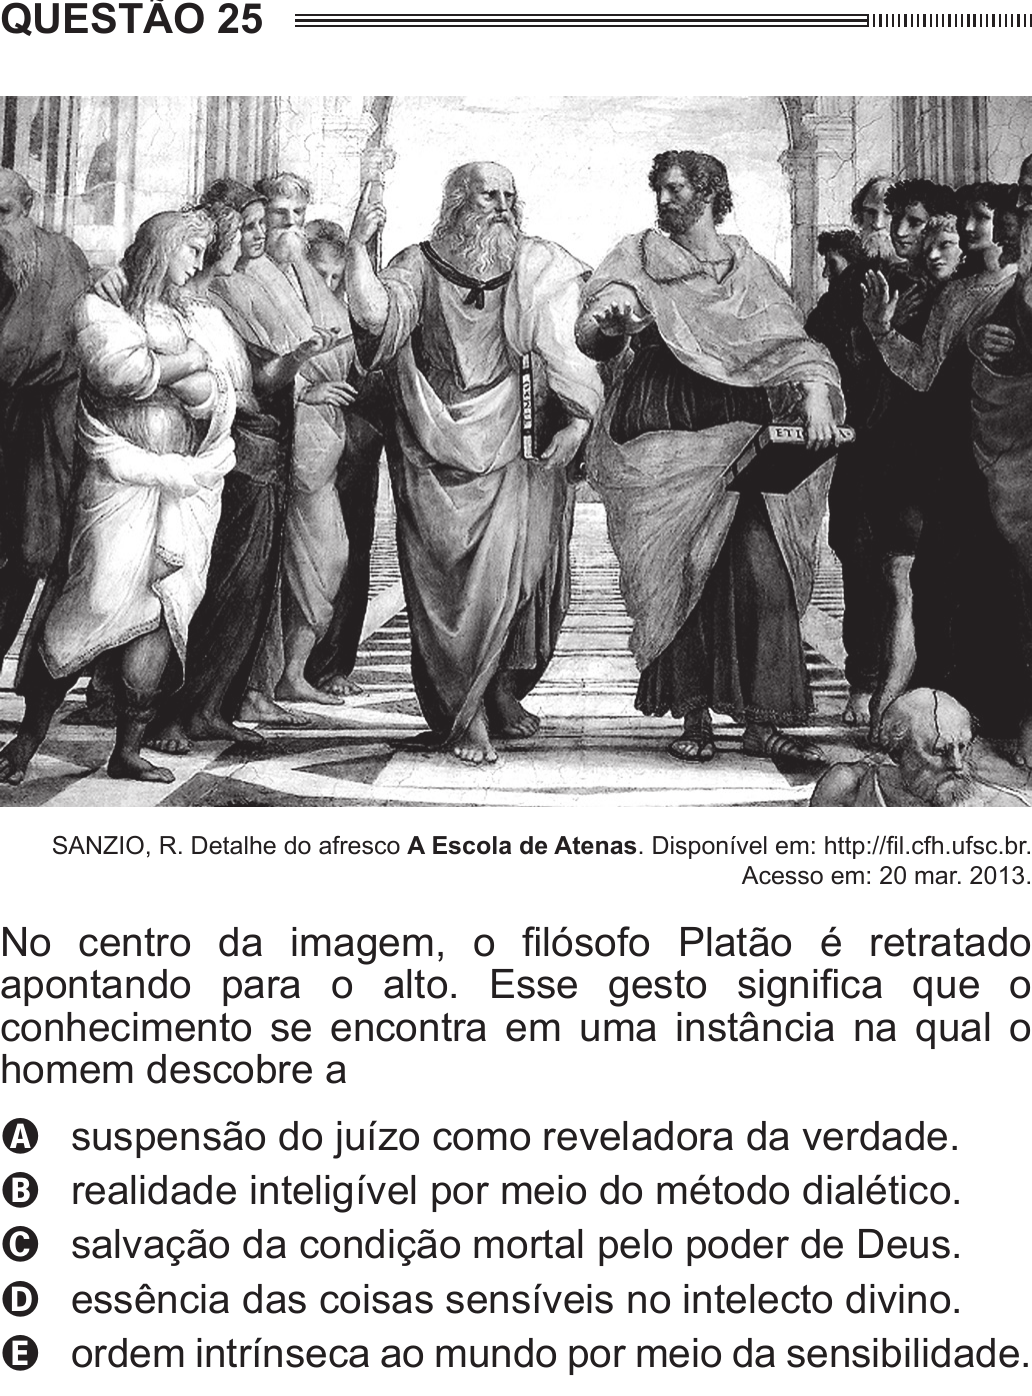 QUESTÃO 25
SANZIO, R. Detalhe do afresco A Escola de Atenas. Disponível em: http://fil.cfh.ufsc.br.
Acesso em: 20 mar. 2013.
No centro da imagem, o filósofo Platão é retratado
apontando para o alto. Esse gesto significa que o
conhecimento se encontra em uma instância na qual o
homem descobre a
A suspensão do juízo como reveladora da verdade.
B realidade inteligível por meio do método dialético.
C salvação da condição mortal pelo poder de Deus.
D essência das coisas sensíveis no intelecto divino.
E ordem intrínseca ao mundo por meio da sensibilidade.